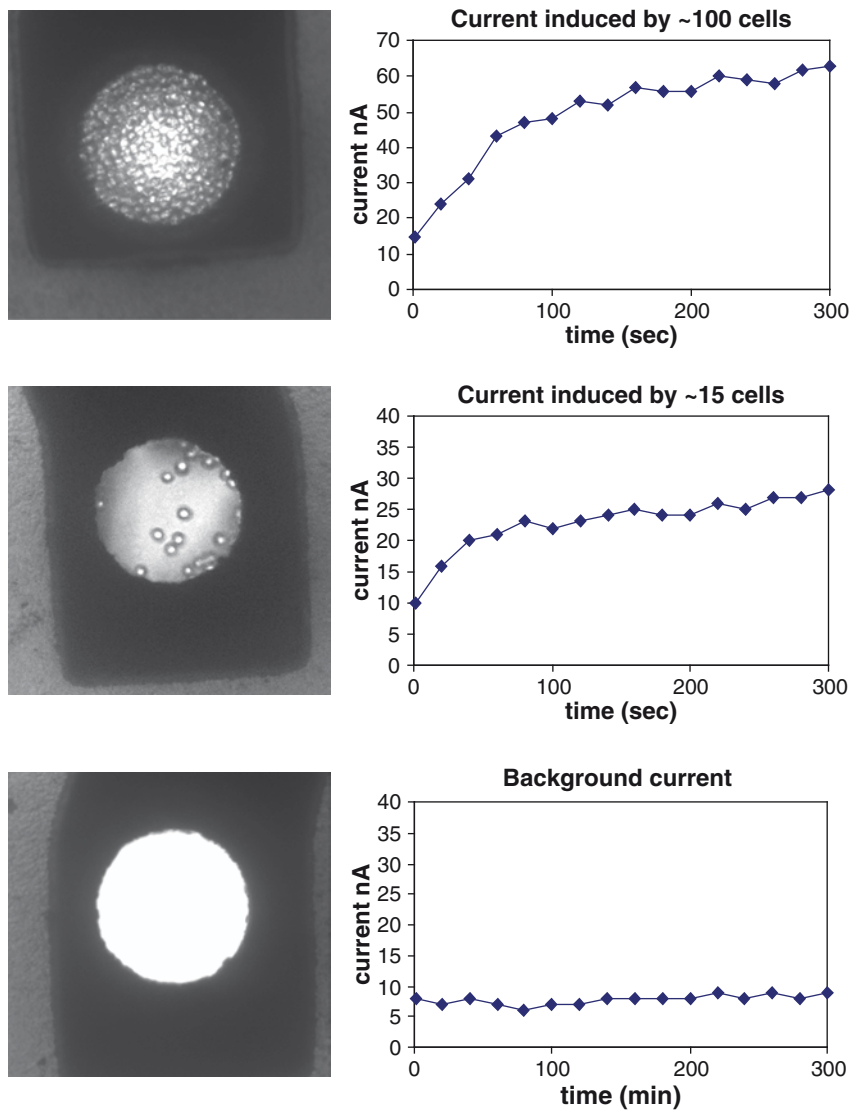 Current induced by ~100 cells
70
60
50
40
30
20
10
0
current nA
0 100 200 300
time (sec)
Current induced by ~15 cells
40
35
30
25
20
15
10
5
0
current nA
0 100 200 300
time (sec)
Background current
40
35
30
25
20
15
10
5
0
current nA
0 100 200 300
time (min)